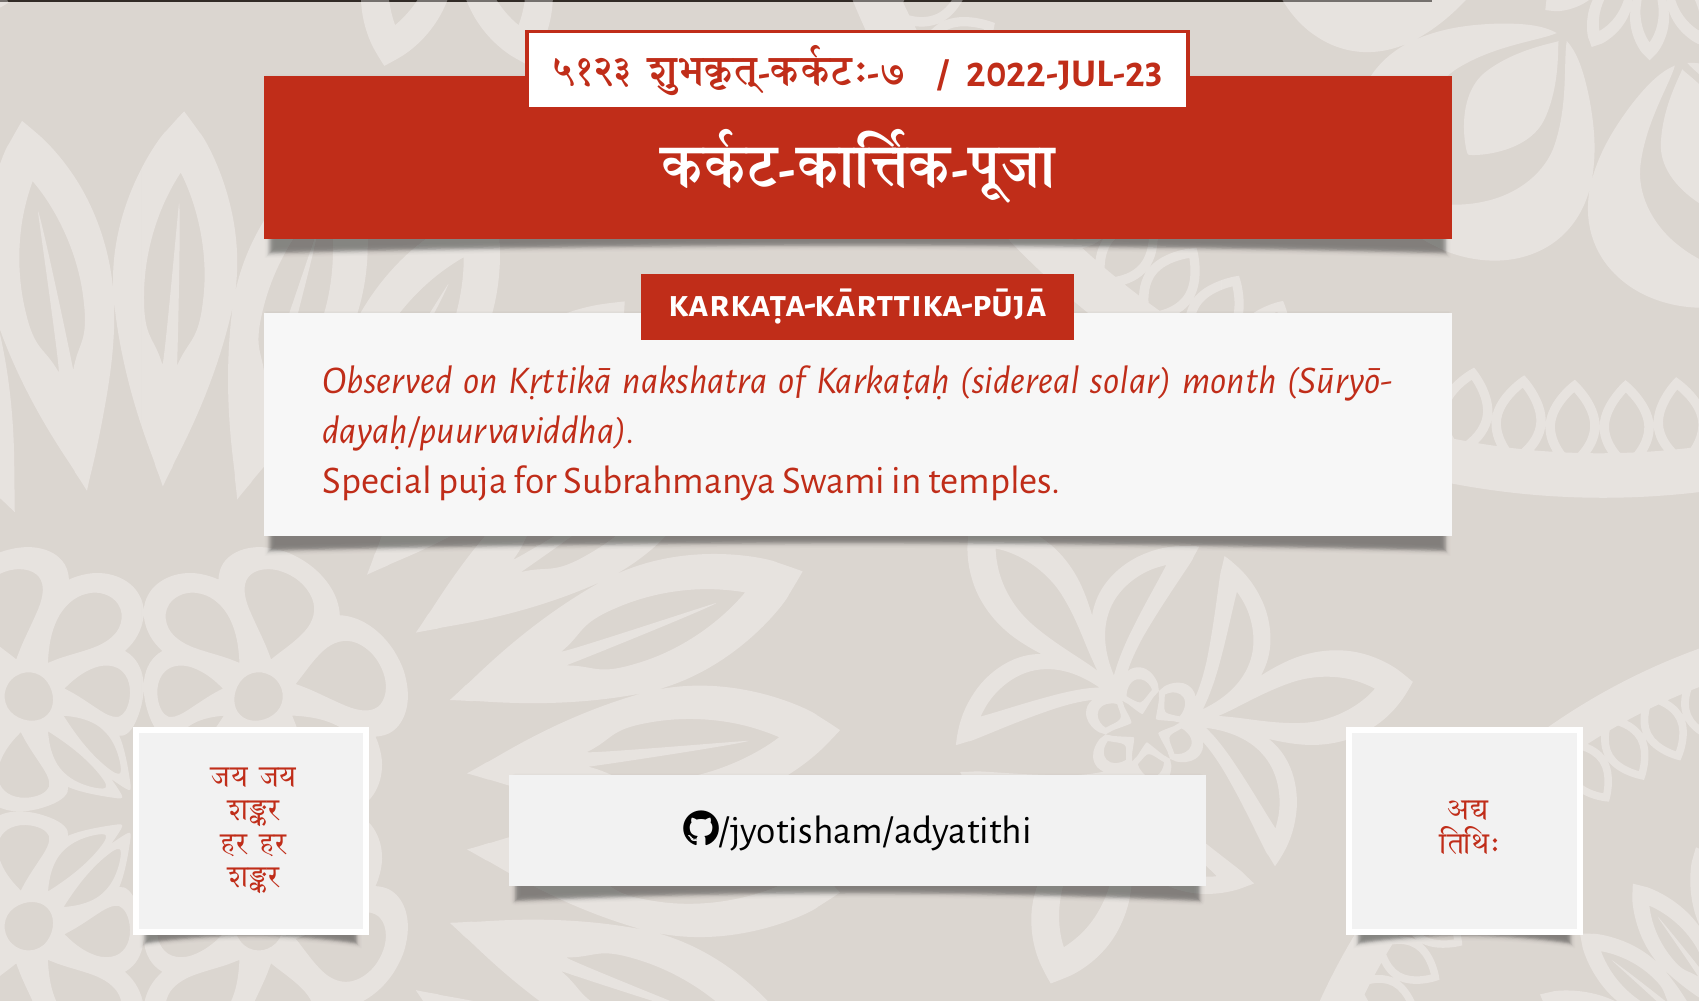 ५१२३ शुभकृत्-कर्कटः-७ / 2022-JUL-23
कर्कट-कार्त्तिक-पूजा
KARKAṬA-KĀRTTIKA-PŪJĀ
Observed on Kṛttikā nakshatra of Karkaṭaḥ (sidereal solar) month (Sūryō-
dayaḥ/puurvaviddha).
Special puja for Subrahmanya Swami in temples.
जय जय
शङ्कर
हर हर
शङ्कर
/jyotisham/adyatithi
अद्य
तिथिः